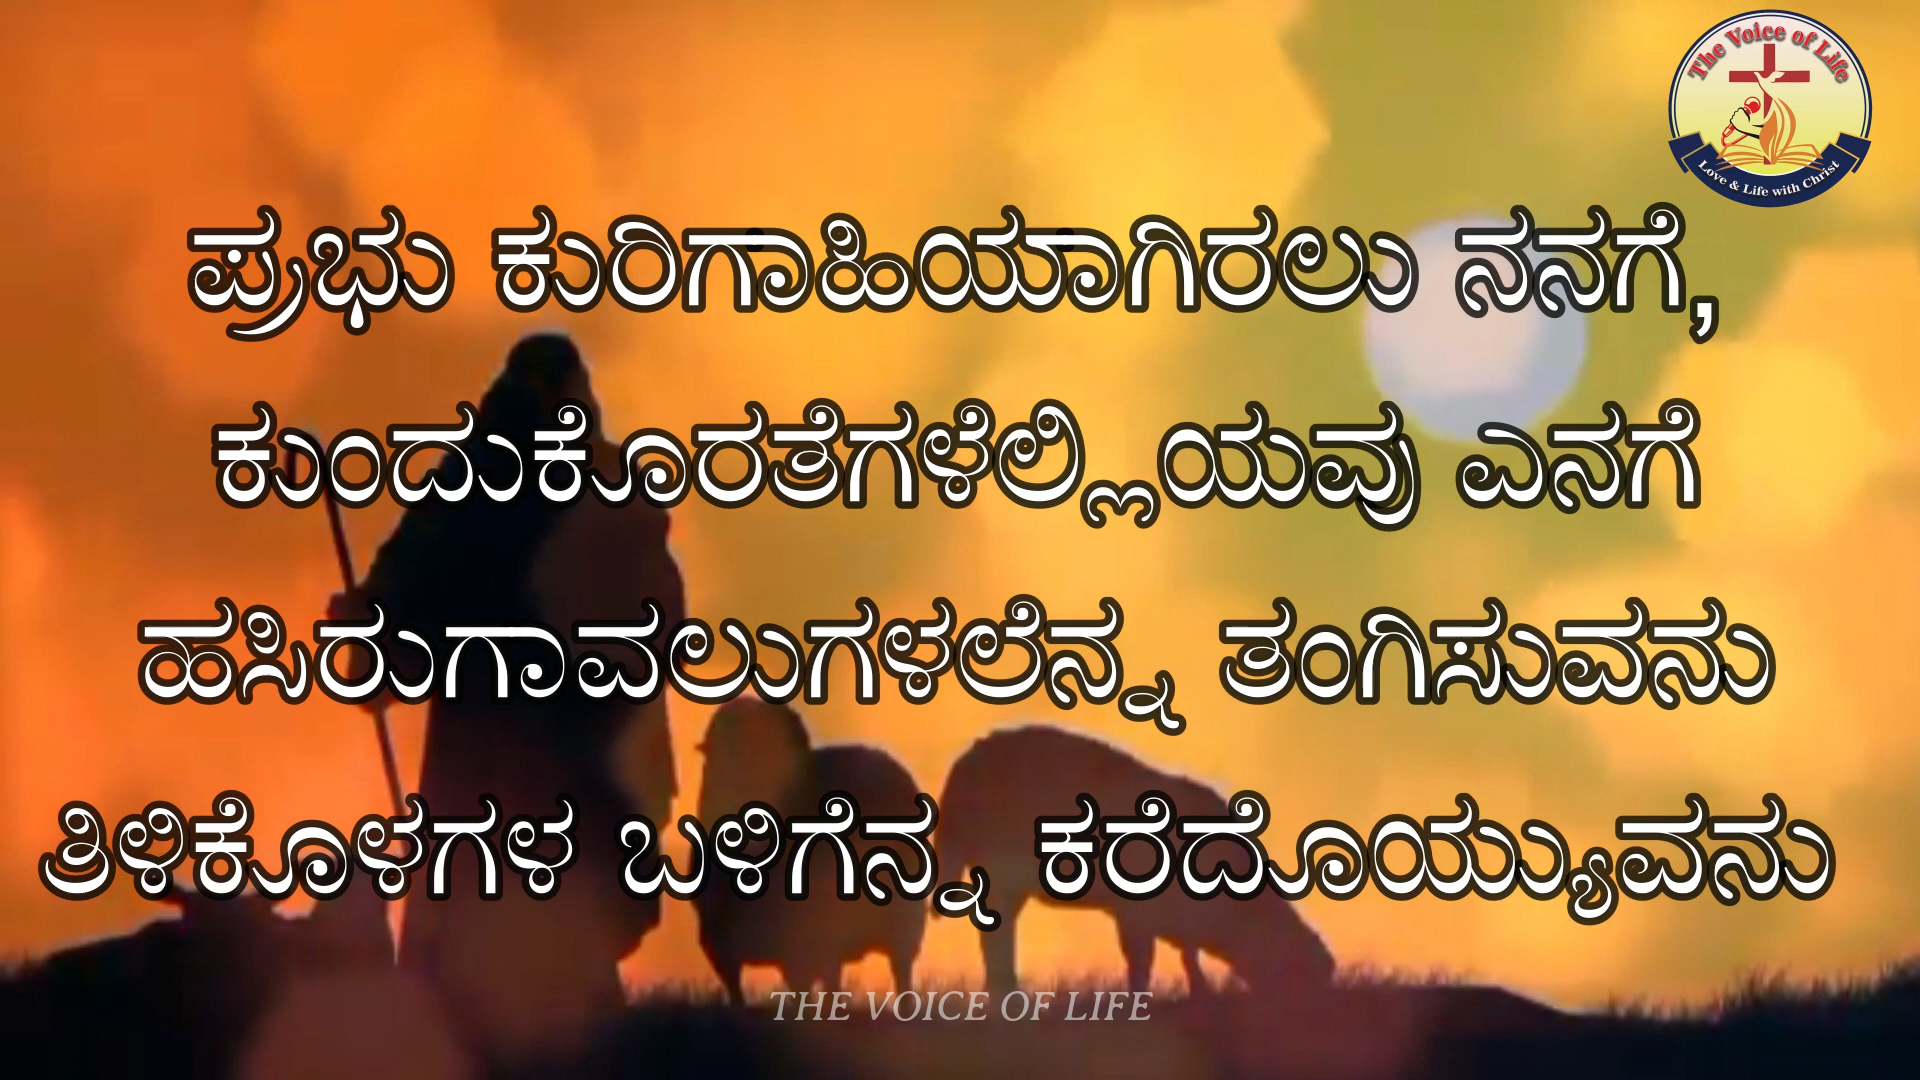 The Voice of Life
Love & Life with Christ
ಪ್ರಭು ಕುರಿಗಾಹಿಯಾಗಿರಲು ನನಗೆ,
ಕುಂದುಕೊರತೆಗಳೆಲ್ಲಿಯವು ಎನಗೆ
ಹಸಿರುಗಾವಲುಗಳಲೆನ್ನ ತಂಗಿಸುವನು
ತಿಳಿಕೊಳಗಳ ಬಳಿಗೆನ್ನ ಕರೆದೊಯ್ಯುವನು
THE VOICE OF LIFE